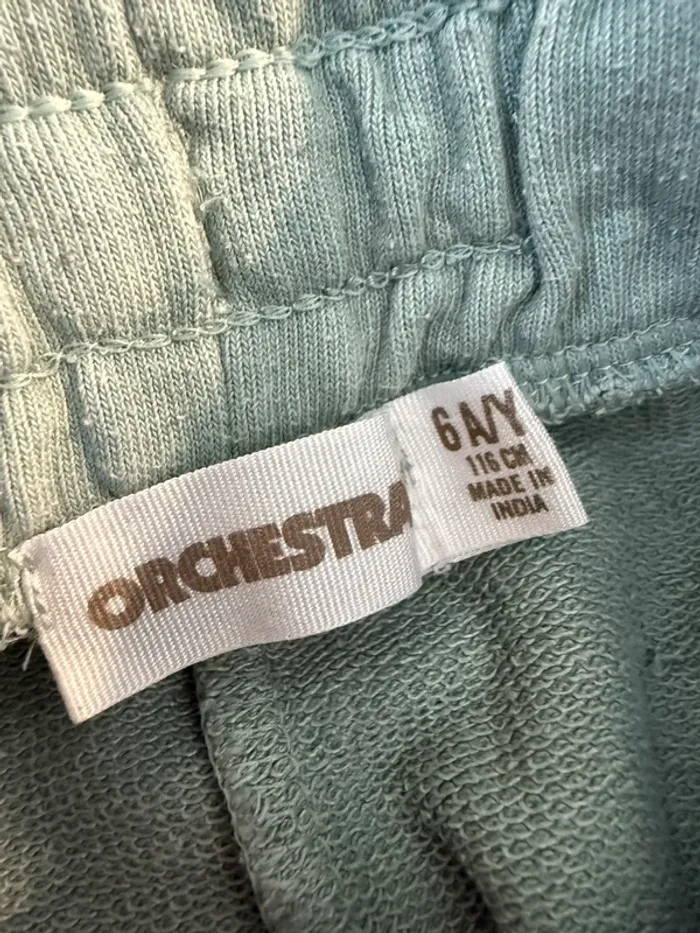 ORCHESTRA
6 A/Y
116 CM
MADE IN
INDIA